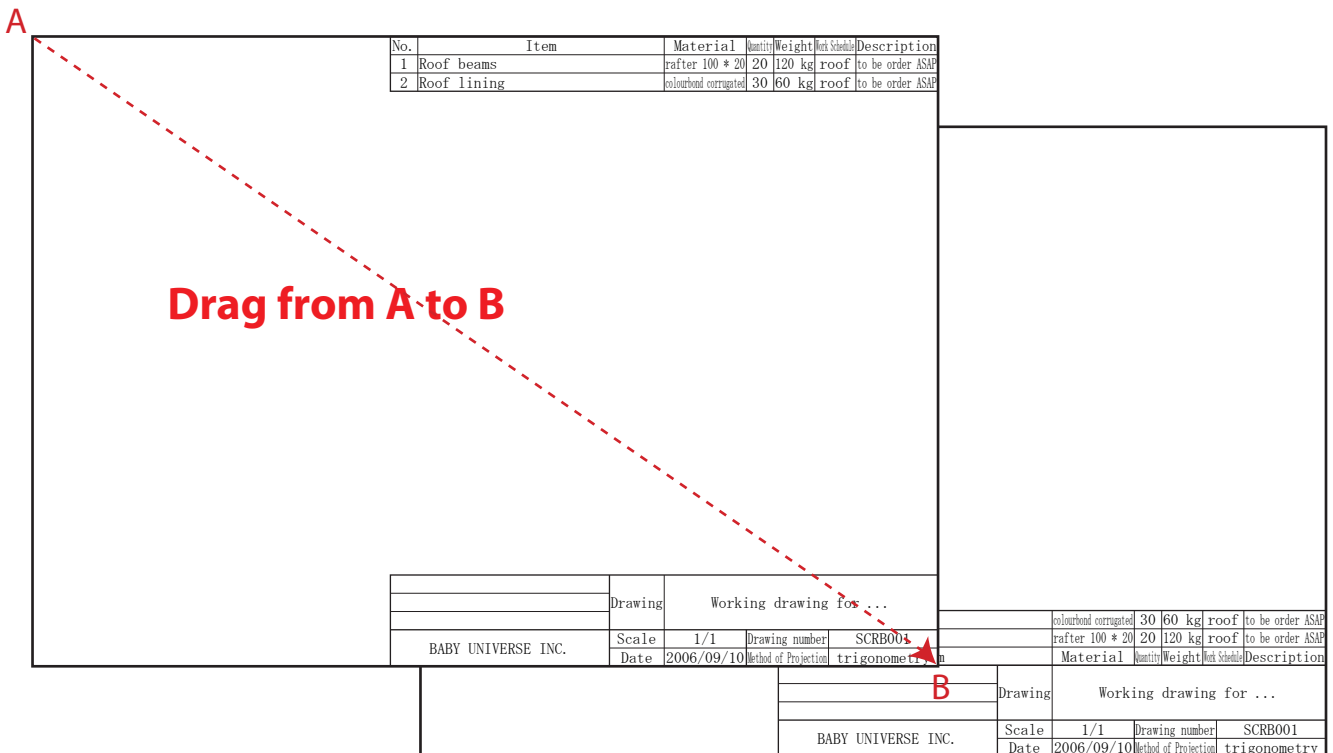 A
No. Item Material Quantity Weight Work Schedule Description
1 Roof beams rafter 100 * 20 20 120 kg roof to be order ASAP
2 Roof lining colourbond corrugated 30 60 kg roof to be order ASAP
Drag from A to B
Drawing Working drawing for ...
BABY UNIVERSE INC.
Scale 1/1 Drawing number SCRB001
Date 2006/09/10 Method of Projection trigonometry
B
colourbond corrugated 30 60 kg roof to be order ASAP
rafter 100 * 20 20 120 kg roof to be order ASAP
m Material Quantity Weight Work Schedule Description
Drawing Working drawing for ...
BABY UNIVERSE INC.
Scale 1/1 Drawing number SCRB001
Date 2006/09/10 Method of Projection trigonometry